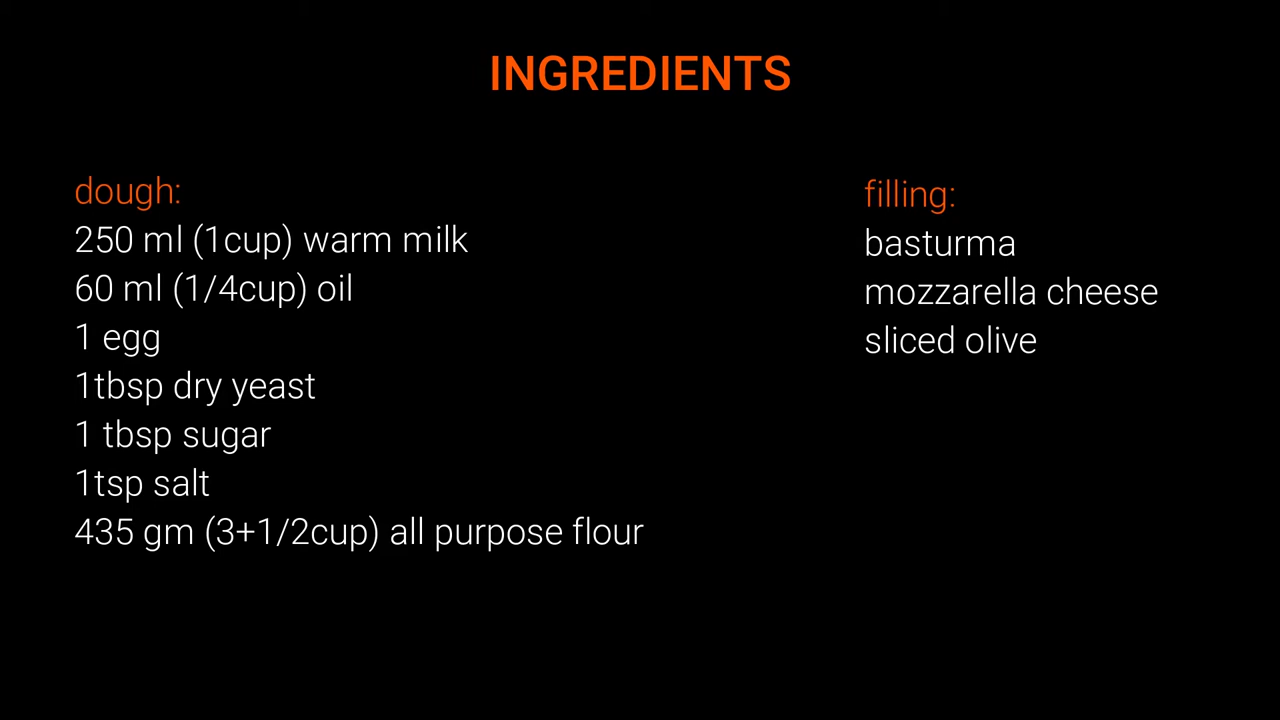 INGREDIENTS
dough:
250 ml (1cup) warm milk
60 ml (1/4cup) oil
1 egg
1tbsp dry yeast
1 tbsp sugar
1tsp salt
435 gm (3+1/2cup) all purpose flour
filling:
basturma
mozzarella cheese
sliced olive